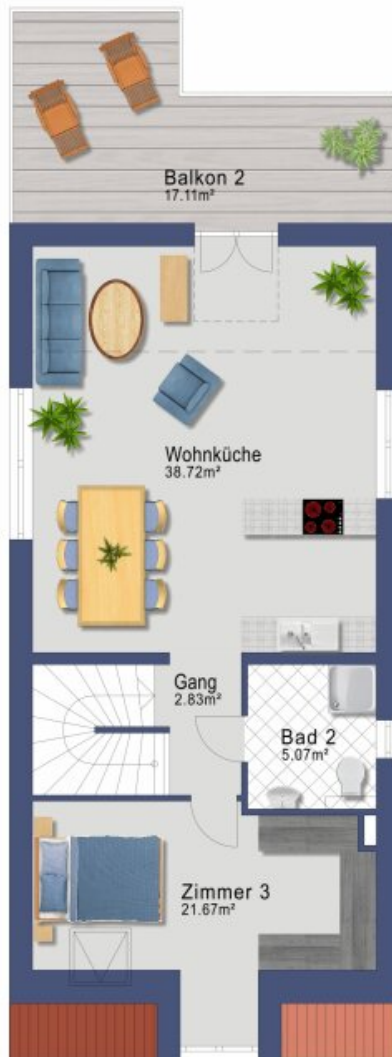 Balkon 2
17.11m²
Wohnküche
38.72m²
Gang
2.83m²
Bad 2
5.07m²
Zimmer 3
21.67m²